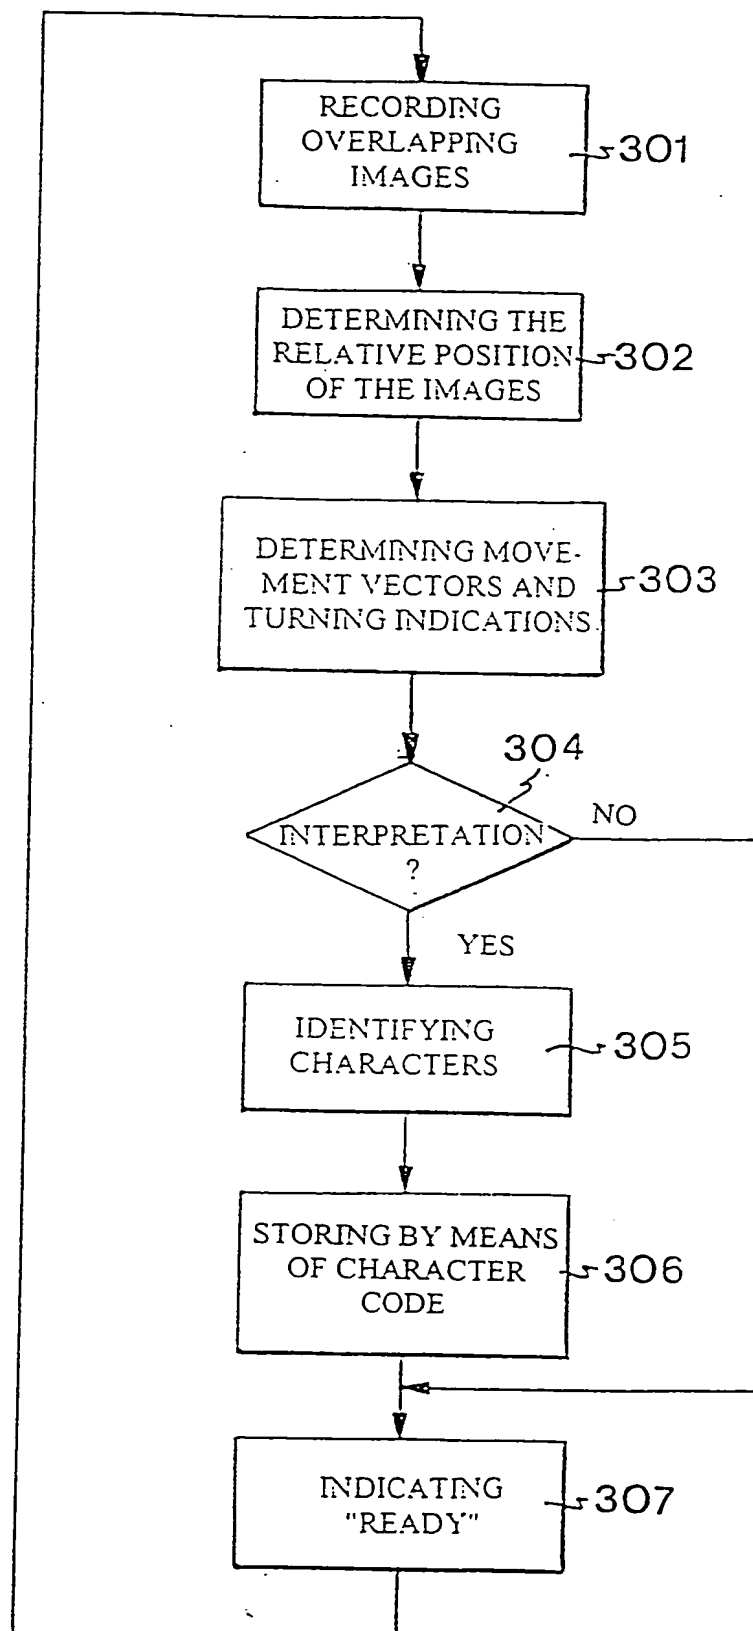 RECORDING
OVERLAPPING
IMAGES
301
DETERMINING THE
RELATIVE POSITION
OF THE IMAGES
302
DETERMINING MOVE-
MENT VECTORS AND
TURNING INDICATIONS
303
304
INTERPRETATION
?
NO
YES
IDENTIFYING
CHARACTERS
305
STORING BY MEANS
OF CHARACTER
CODE
306
INDICATING
"READY"
307